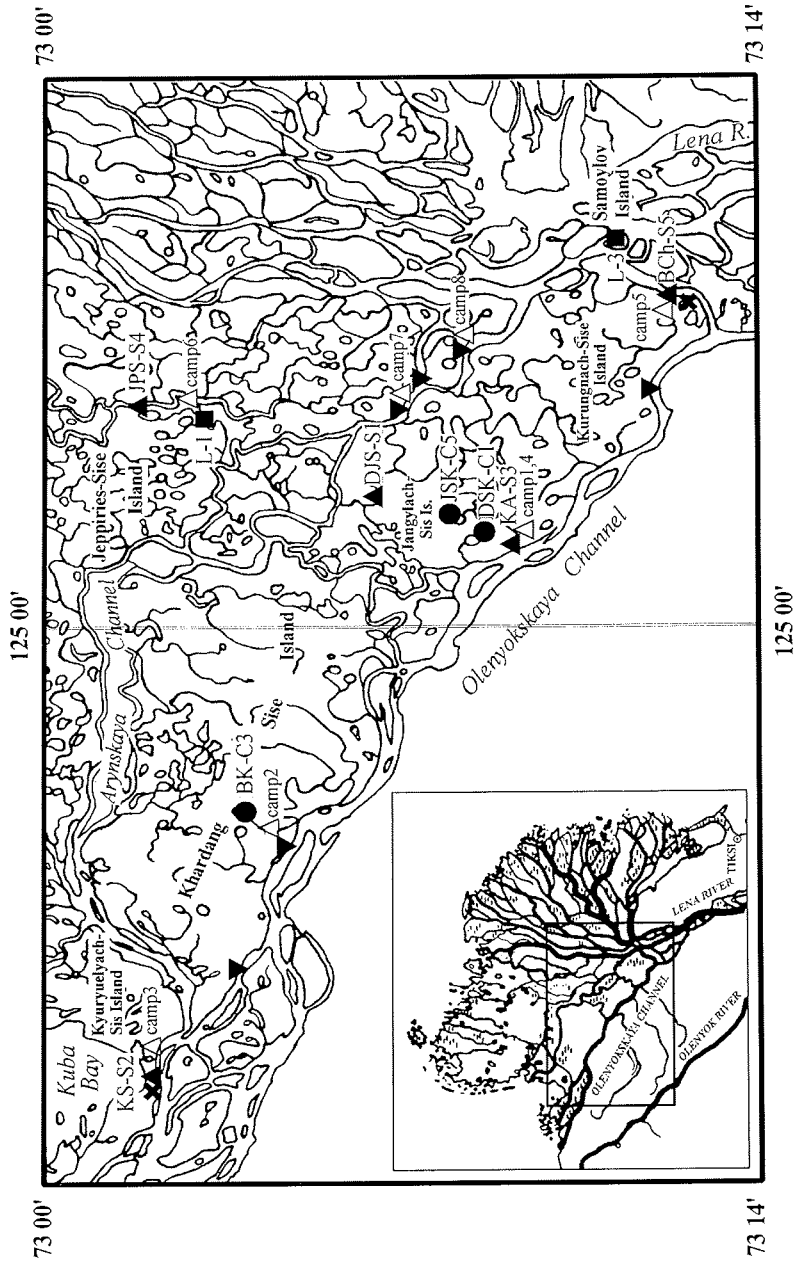 73 00'
73 14'
125 00'
125 00'
73 00'
73 14'
Kuba
Bay
Kyuryuelyach-
Sis Island
KS-S2
camp3
Arynskaya Channel
Khardang Sise Island
BK-C3
camp2
Jeppiries-Sise
Island
JPS-S4
camp6
L-1
DJS-S1
Jangylach-
Sis Is.
JSK-C5
DSK-C1
KA-S3
camp1,4
camp7
camp8
Olenyokskaya Channel
Kurungnach-Sise
Island
camp5
BCh-S5
L-3
Samoylov
Island
Lena R.
OLENYOKSKAYA CHANNEL
OLENYOK RIVER
LENA RIVER
TIKSI